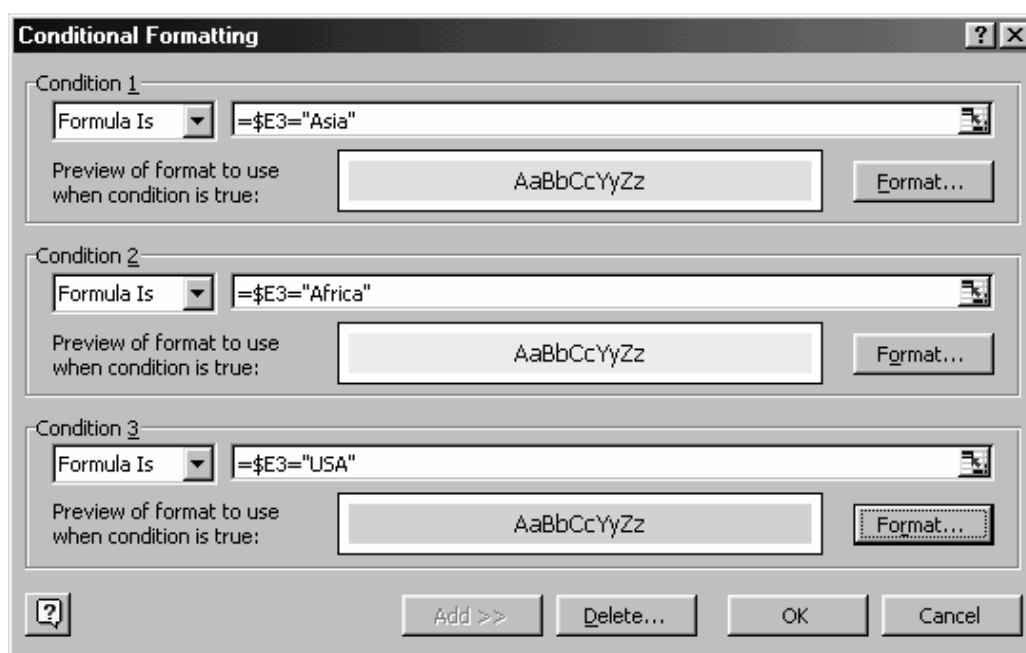 Conditional Formatting
Condition 1
Formula Is
=$E3="Asia"
Preview of format to use
when condition is true:
AaBbCcYyZz
Format...
Condition 2
Formula Is
=$E3="Africa"
Preview of format to use
when condition is true:
AaBbCcYyZz
Format...
Condition 3
Formula Is
=$E3="USA"
Preview of format to use
when condition is true:
AaBbCcYyZz
Format...
Add >>
Delete...
OK
Cancel